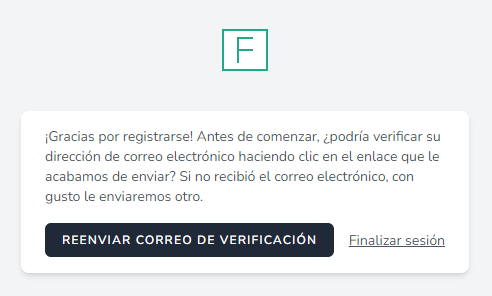 F
¡Gracias por registrarse! Antes de comenzar, ¿podría verificar su
dirección de correo electrónico haciendo clic en el enlace que le
acabamos de enviar? Si no recibió el correo electrónico, con
gusto le enviaremos otro.
REENVIAR CORREO DE VERIFICACIÓN
Finalizar sesión